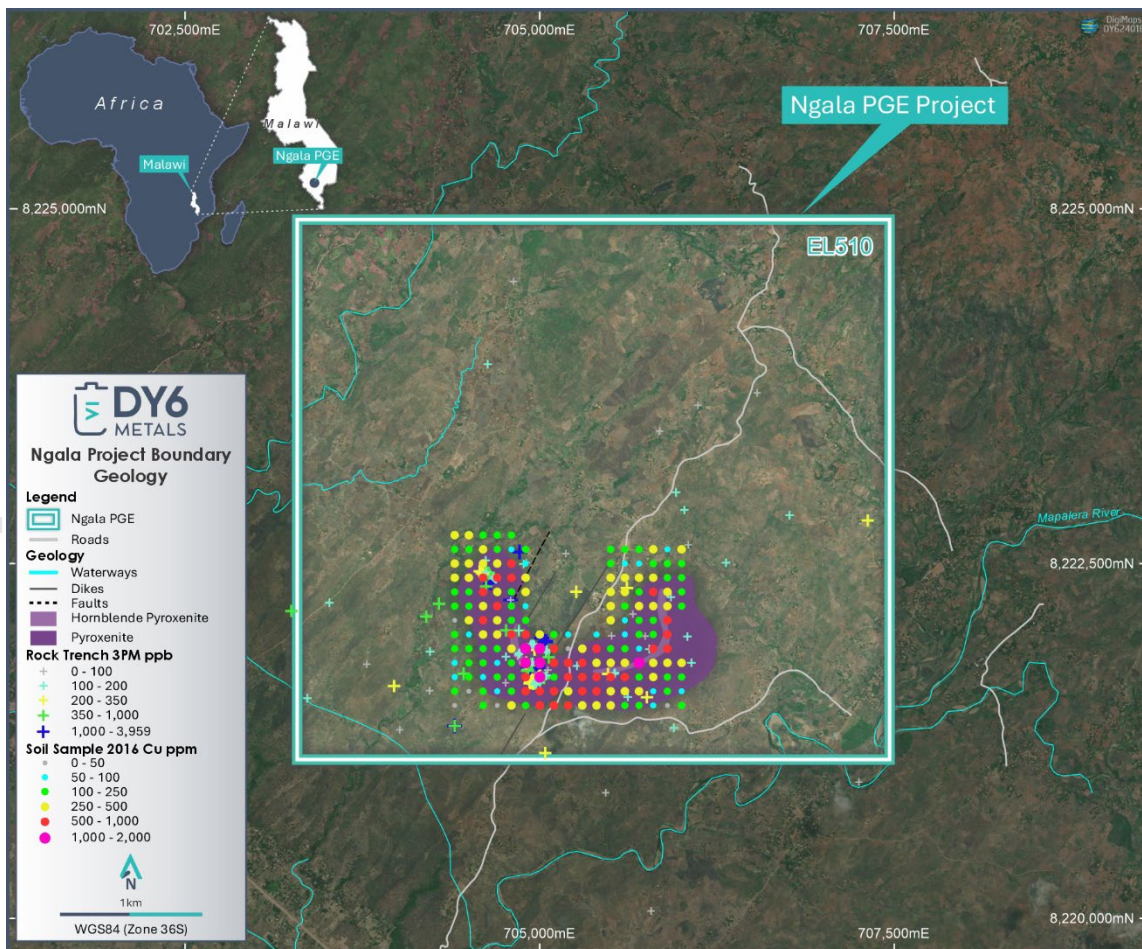 702,500mE
705,000mE
707,500mE
DigiMaps
DY624018
Africa
Malawi
Malawi
Ngala PGE
Ngala PGE Project
8,225,000mN
8,225,000mN
EL510
DY6
METALS
Ngala Project Boundary
Geology
Legend
Ngala PGE
Roads
Geology
Waterways
Dikes
Faults
Hornblende Pyroxenite
Pyroxenite
Rock Trench 3PM ppb
0 - 100
100 - 200
200 - 350
350 - 1,000
1,000 - 3,959
Soil Sample 2016 Cu ppm
0 - 50
50 - 100
100 - 250
250 - 500
500 - 1,000
1,000 - 2,000
N
1km
WGS84 (Zone 36S)
Mapalera River
8,222,500mN
8,220,000mN
705,000mE
707,500mE